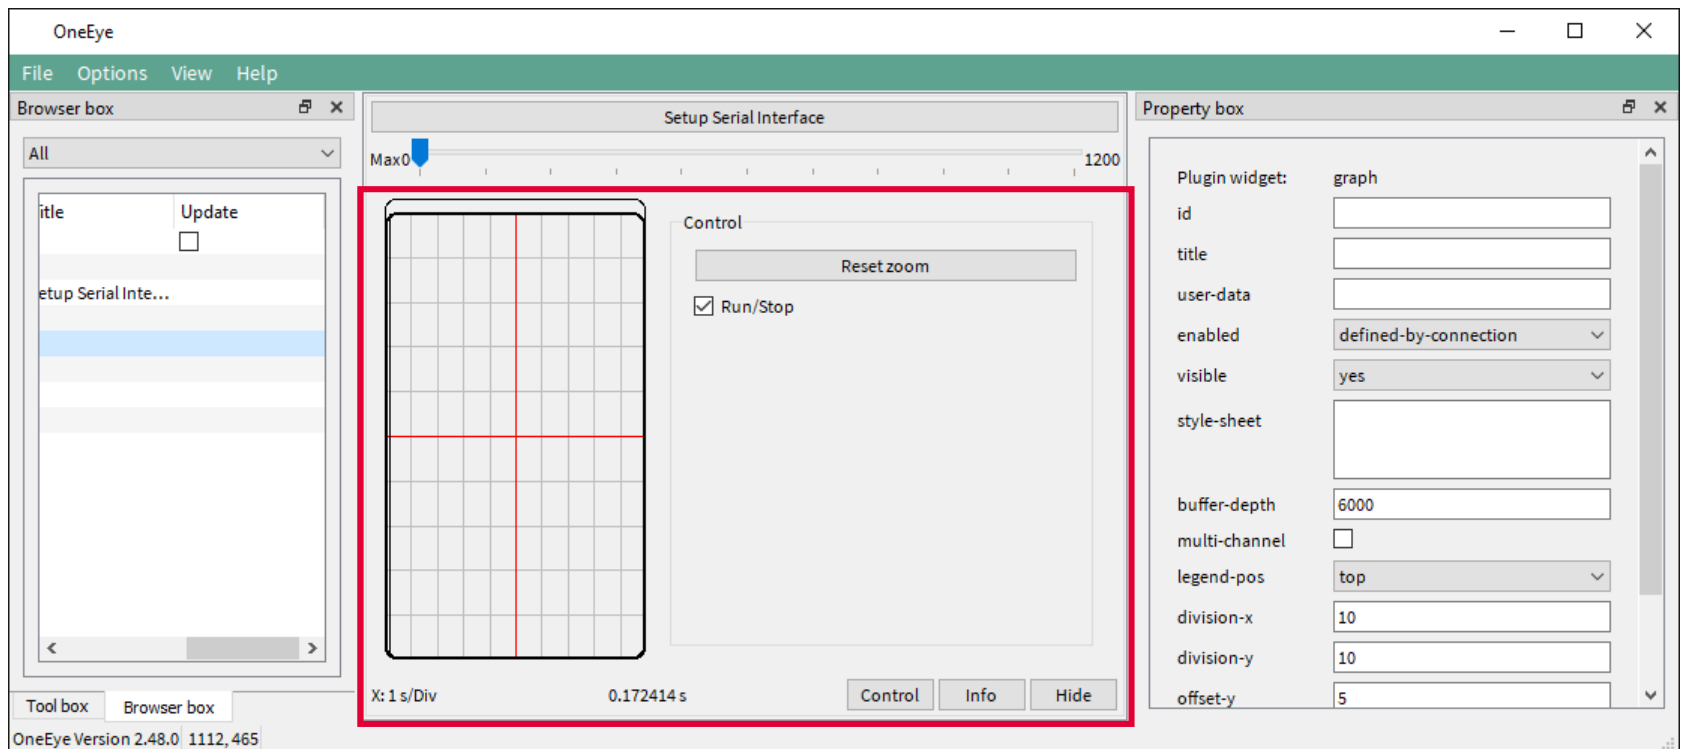 OneEye
File Options View Help
Browser box
All
itle Update
etup Serial Inte...
Tool box Browser box
OneEye Version 2.48.0 1112, 465
Setup Serial Interface
Max0 1200
Control
Reset zoom
Run/Stop
X: 1 s/Div 0.172414 s Control Info Hide
Property box
Plugin widget: graph
id
title
user-data
enabled defined-by-connection
visible yes
style-sheet
buffer-depth 6000
multi-channel
legend-pos top
division-x 10
division-y 10
offset-y 5